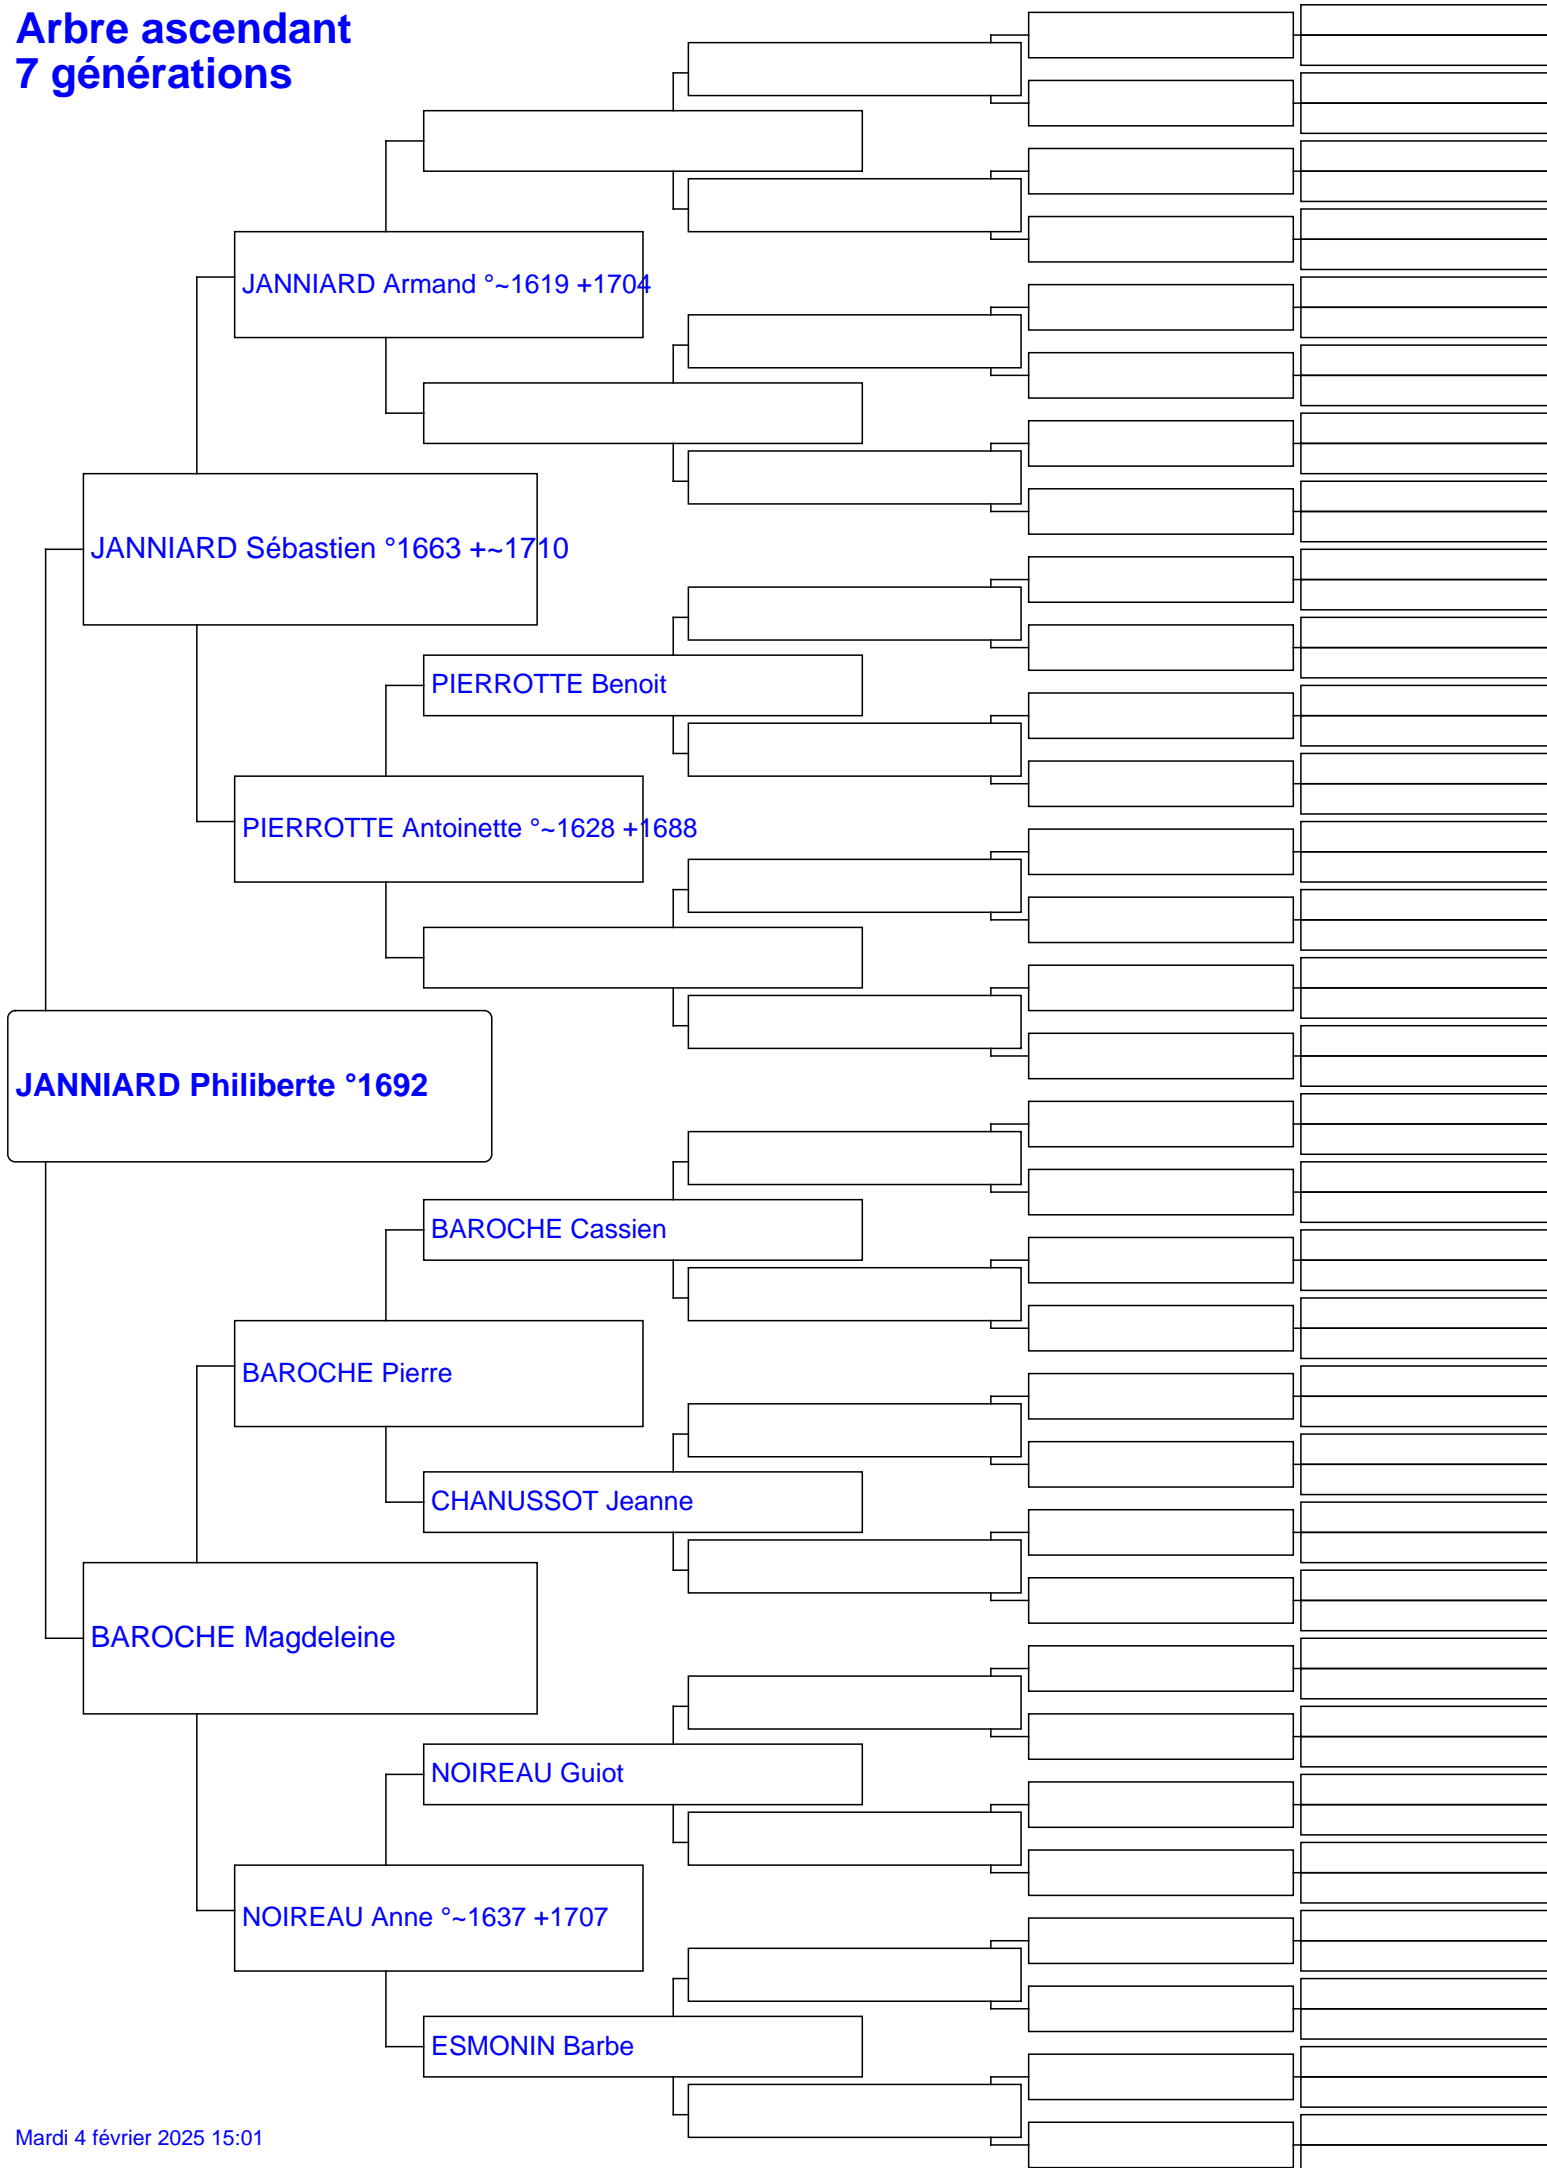 Arbre ascendant
7 générations
JANNIARD Armand °~1619 +1704
JANNIARD Sébastien °1663 +~1710
PIERROTTE Benoit
PIERROTTE Antoinette °~1628 +1688
JANNIARD Philiberte °1692
BAROCHE Cassien
BAROCHE Pierre
CHANUSSOT Jeanne
BAROCHE Magdeleine
NOIREAU Guiot
NOIREAU Anne °~1637 +1707
ESMONIN Barbe
Mardi 4 février 2025 15:01